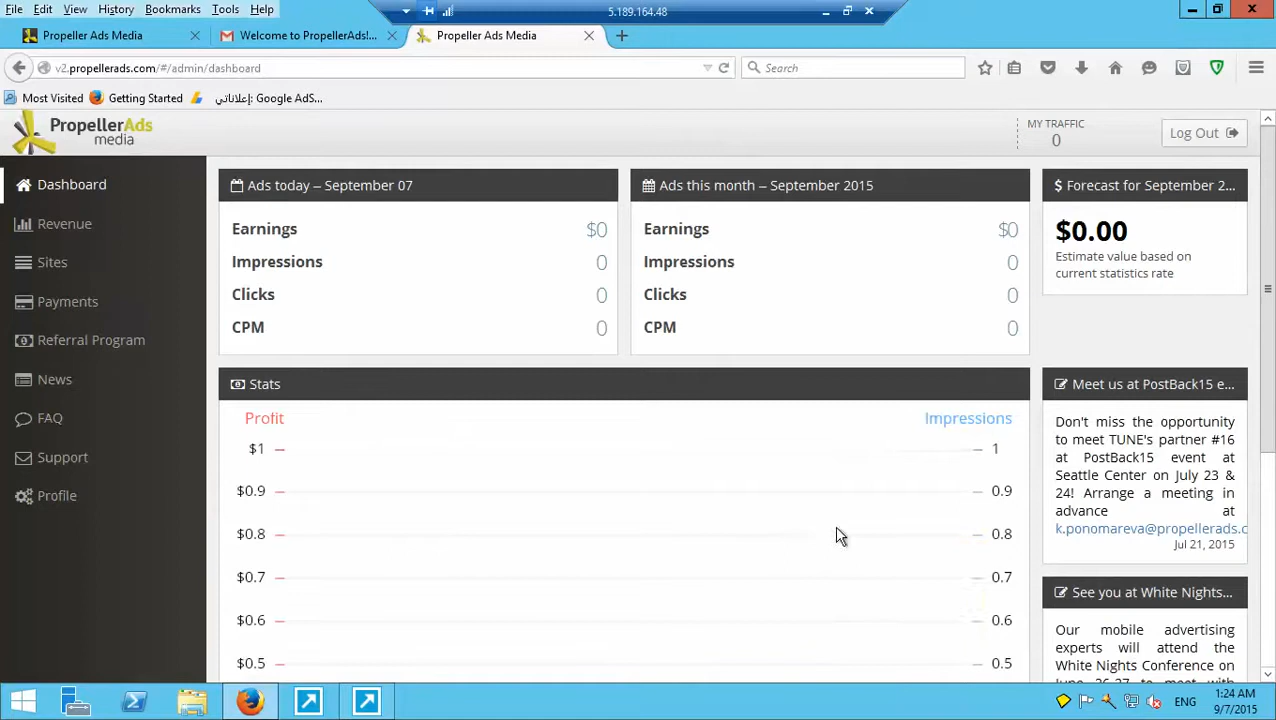 File Edit View History Bookmarks Tools Help
5.189.164.48
Propeller Ads Media
Welcome to PropellerAds!...
Propeller Ads Media
v2.propellerads.com/#/admin/dashboard
Search
Most Visited
Getting Started
إعلاناتي: Google AdS...
PropellerAds
media
MY TRAFFIC
0
Log Out
Dashboard
Revenue
Sites
Payments
Referral Program
News
FAQ
Support
Profile
Ads today – September 07
Earnings $0
Impressions 0
Clicks 0
CPM 0
Ads this month – September 2015
Earnings $0
Impressions 0
Clicks 0
CPM 0
$ Forecast for September 2...
$0.00
Estimate value based on
current statistics rate
Stats
Profit Impressions
$1 1
$0.9 0.9
$0.8 0.8
$0.7 0.7
$0.6 0.6
$0.5 0.5
Meet us at PostBack15 e...
Don't miss the opportunity
to meet TUNE's partner #16
at PostBack15 event at
Seattle Center on July 23 &
24! Arrange a meeting in
advance at
k.ponomareva@propellerads.c
Jul 21, 2015
See you at White Nights...
Our mobile advertising
experts will attend the
White Nights Conference on
June 26-27 to meet with
ENG
1:24 AM
9/7/2015